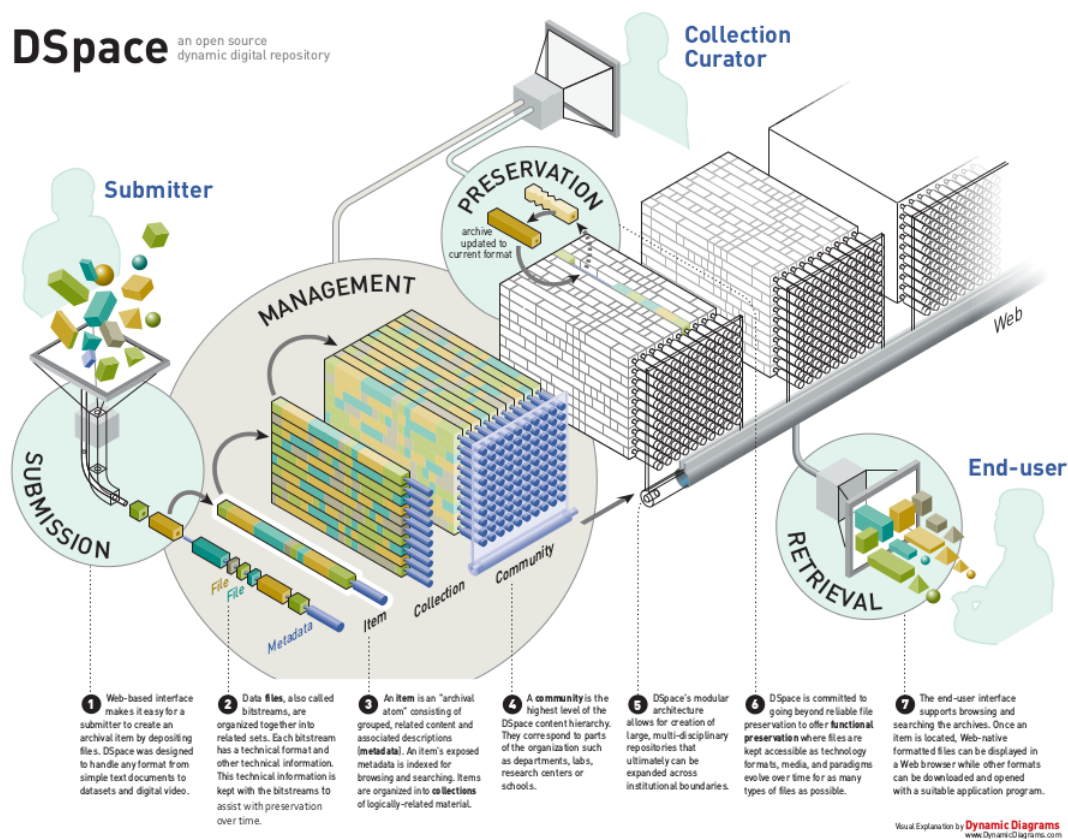 DSpace
an open source
dynamic digital repository
Collection
Curator
Submitter
PRESERVATION
archive
updated to
current format
MANAGEMENT
Web
SUBMISSION
End-user
RETRIEVAL
File
File
Metadata
Item
Collection
Community
1 Web-based interface
makes it easy for a
submitter to create an
archival item by depositing
files. DSpace was designed
to handle any format from
simple text documents to
datasets and digital video.
2 Data files, also called
bitstreams, are
organized together into
related sets. Each bitstream
has a technical format and
other technical information.
This technical information is
kept with the bitstreams to
assist with preservation
over time.
3 An item is an "archival
atom" consisting of
grouped, related content and
associated descriptions
(metadata). An item's exposed
metadata is indexed for
browsing and searching. Items
are organized into collections
of logically-related material.
4 A community is the
highest level of the
DSpace content hierarchy.
They correspond to parts
of the organization such
as departments, labs,
research centers or
schools.
5 DSpace's modular
architecture
allows for creation of
large, multi-disciplinary
repositories that
ultimately can be
expanded across
institutional boundaries.
6 DSpace is committed to
going beyond reliable file
preservation to offer functional
preservation where files are
kept accessible as technology
formats, media, and paradigms
evolve over time for as many
types of files as possible.
7 The end-user interface
supports browsing and
searching the archives. Once an
item is located, Web-native
formatted files can be displayed in
a Web browser while other formats
can be downloaded and opened
with a suitable application program.
Visual Explanation by Dynamic Diagrams
www.DynamicDiagrams.com